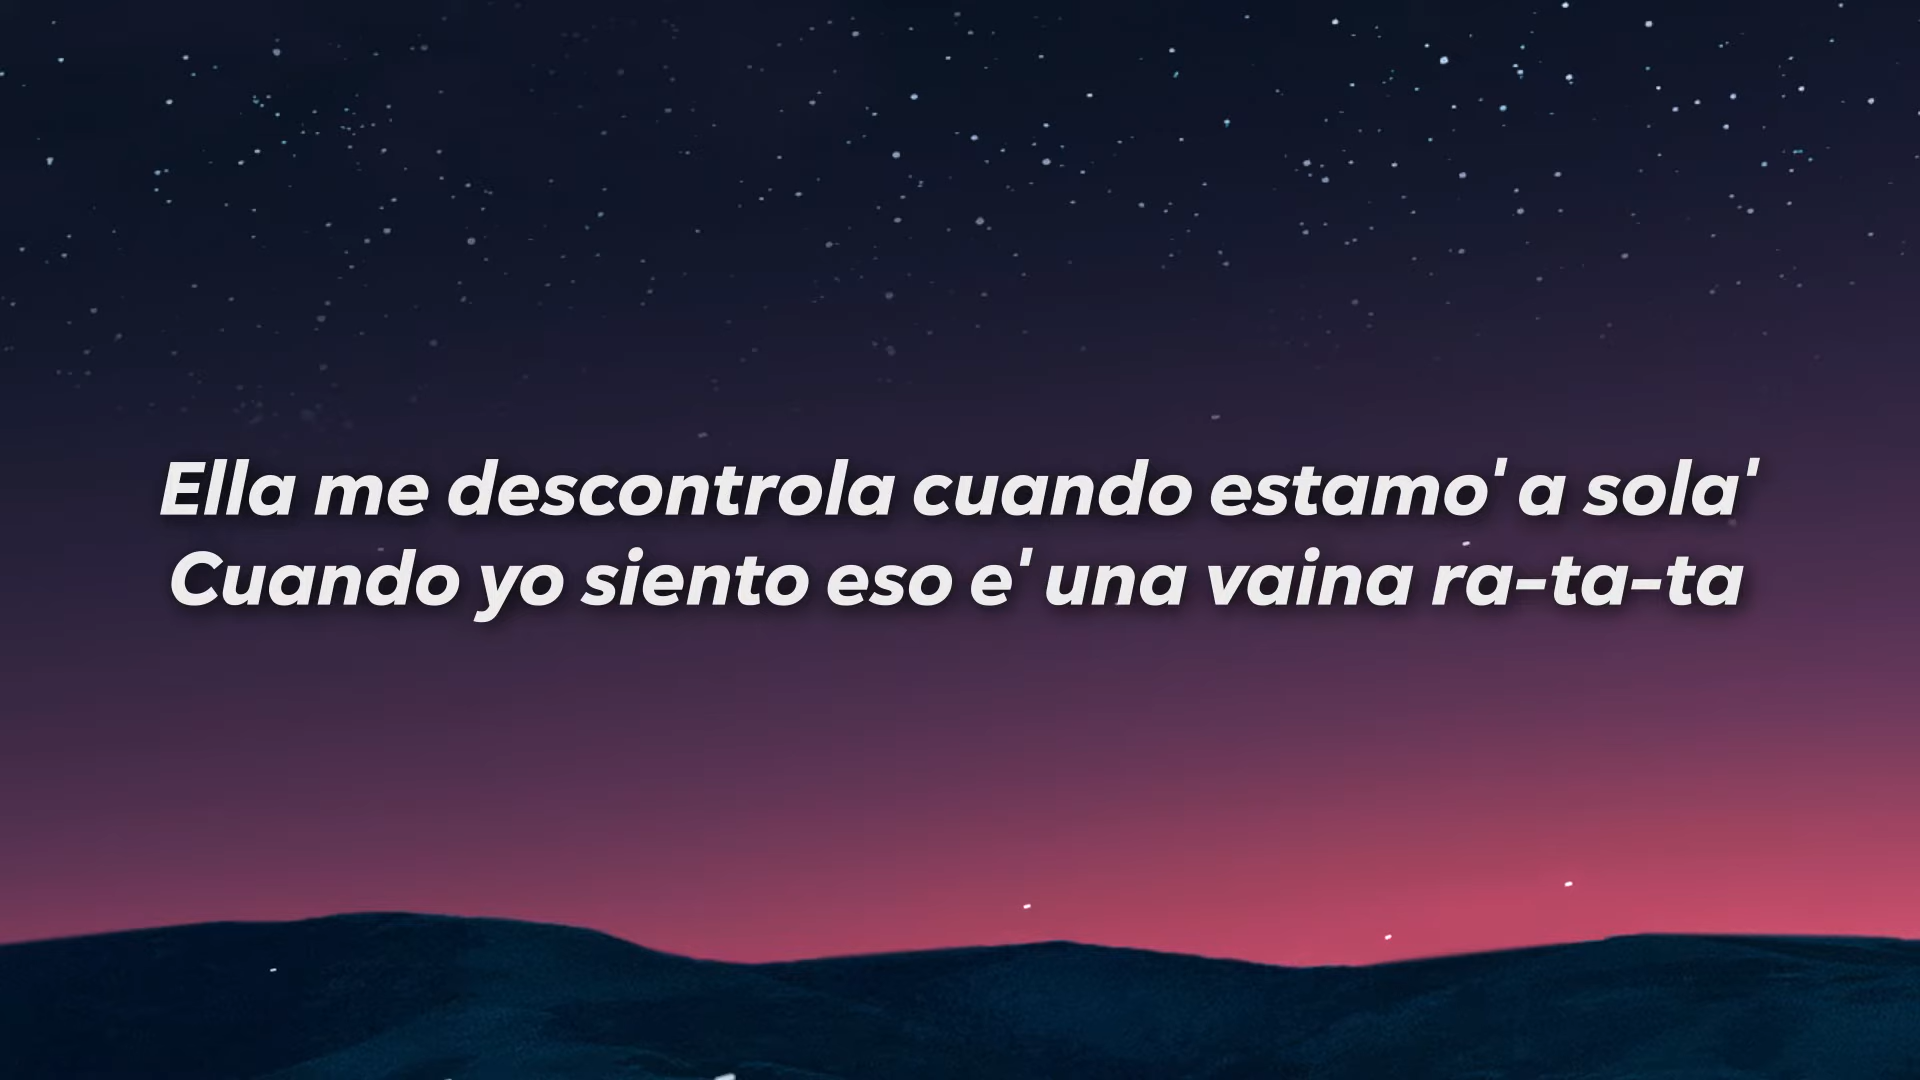 Ella me descontrola cuando estamo' a sola'
Cuando yo siento eso e' una vaina ra-ta-ta